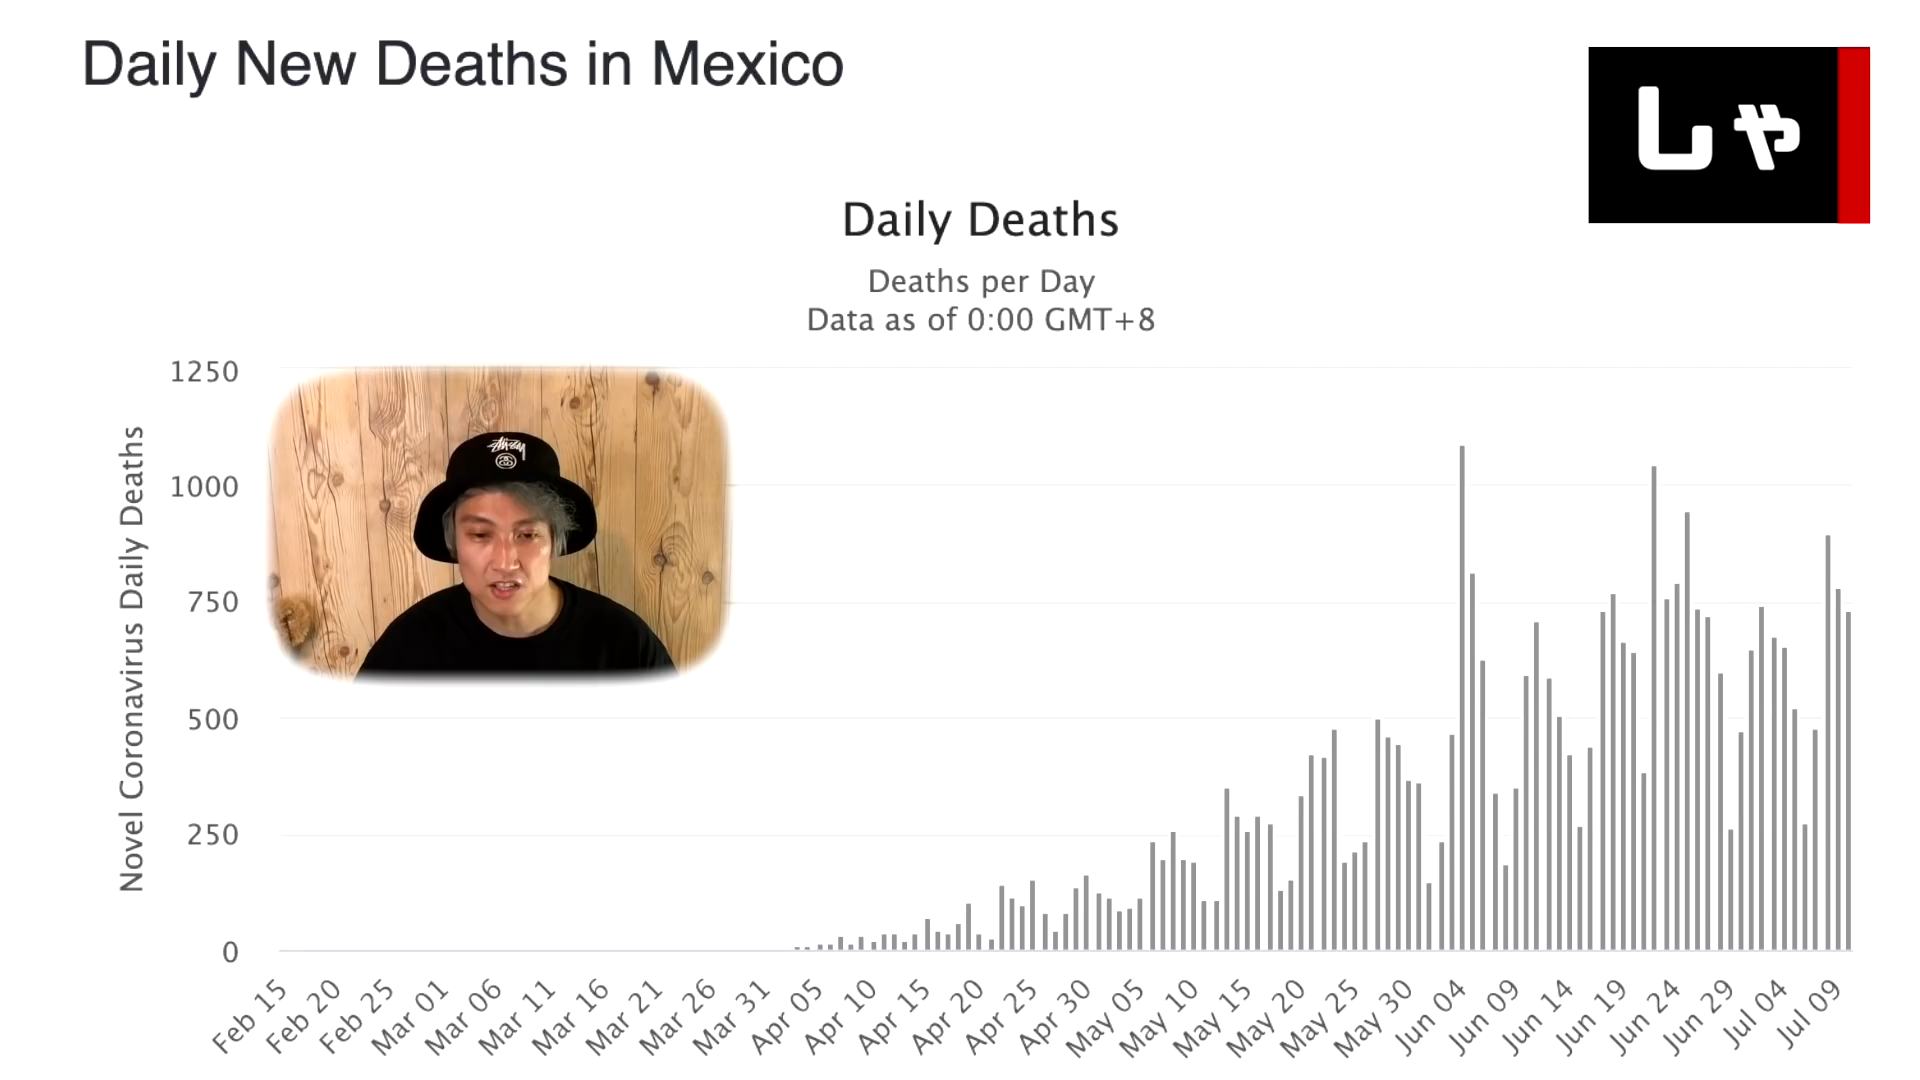 Daily New Deaths in Mexico
しゃ
Daily Deaths
Deaths per Day
Data as of 0:00 GMT+8
1250
1000
750
500
250
0
Novel Coronavirus Daily Deaths
STÜSSY
Feb 15
Feb 20
Feb 25
Mar 01
Mar 06
Mar 11
Mar 16
Mar 21
Mar 26
Mar 31
Apr 05
Apr 10
Apr 15
Apr 20
Apr 25
Apr 30
May 05
May 10
May 15
May 20
May 25
May 30
Jun 04
Jun 09
Jun 14
Jun 19
Jun 24
Jun 29
Jul 04
Jul 09